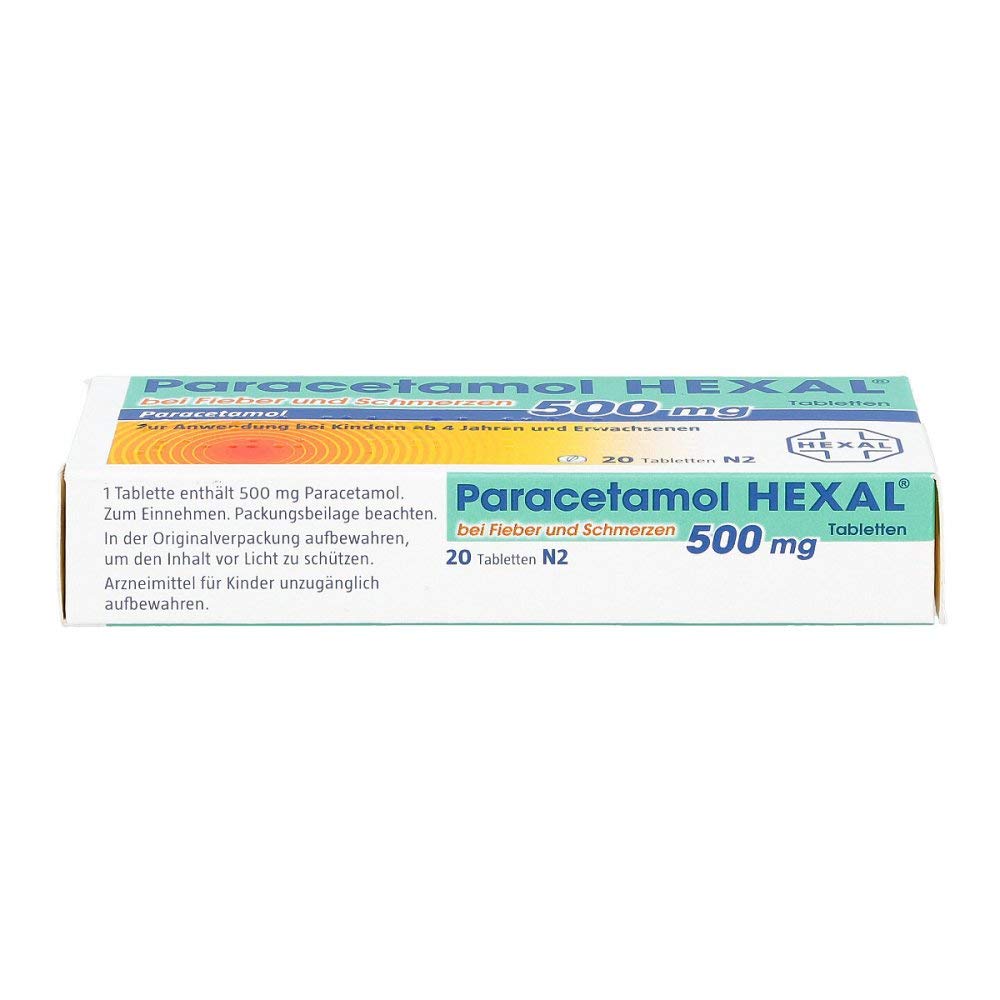 Paracetamol HEXAL®
bei Fieber und Schmerzen 500 mg Tabletten
Paracetamol
Zur Anwendung bei Kindern ab 4 Jahren und Erwachsenen
20 Tabletten N2
HEXAL
1 Tablette enthält 500 mg Paracetamol.
Zum Einnehmen. Packungsbeilage beachten.
In der Originalverpackung aufbewahren,
um den Inhalt vor Licht zu schützen.
Arzneimittel für Kinder unzugänglich
aufbewahren.
Paracetamol HEXAL®
bei Fieber und Schmerzen 500 mg Tabletten
20 Tabletten N2